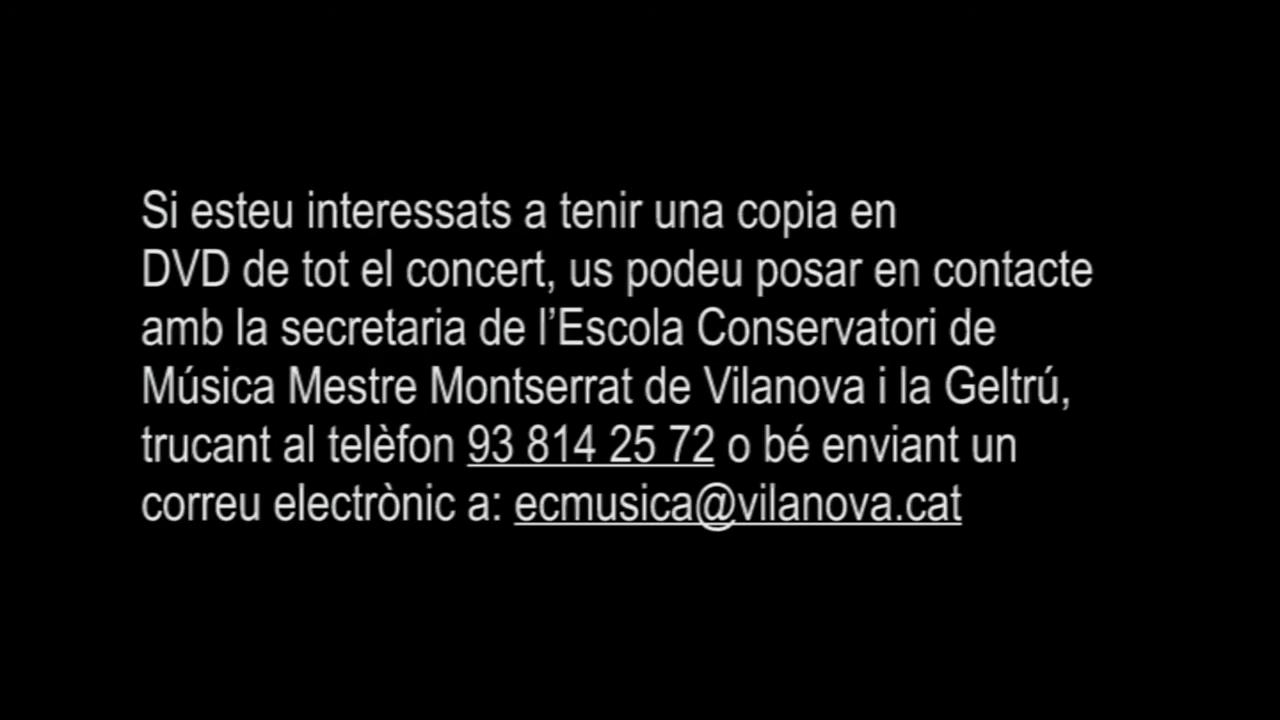 Si esteu interessats a tenir una copia en
DVD de tot el concert, us podeu posar en contacte
amb la secretaria de l’Escola Conservatori de
Música Mestre Montserrat de Vilanova i la Geltrú,
trucant al telèfon 93 814 25 72 o bé enviant un
correu electrònic a: ecmusica@vilanova.cat